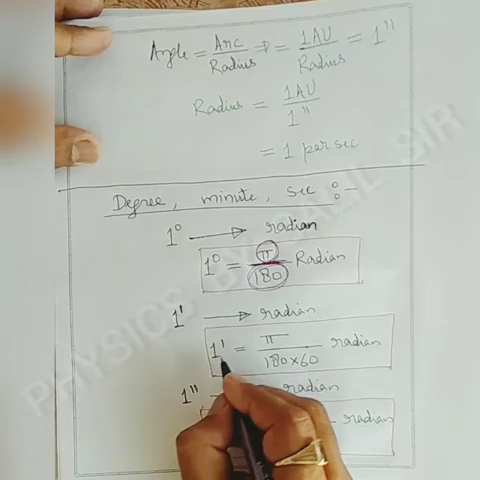 Angle = Arc/Radius ⇒ = 1AU/Radius = 1"
Radius = 1AU/1"
= 1 par sec
Degree, minute, sec :-
1° → radian
1° = π/180 Radian
1' → radian
1' = π/180×60 radian
1" radian
radian